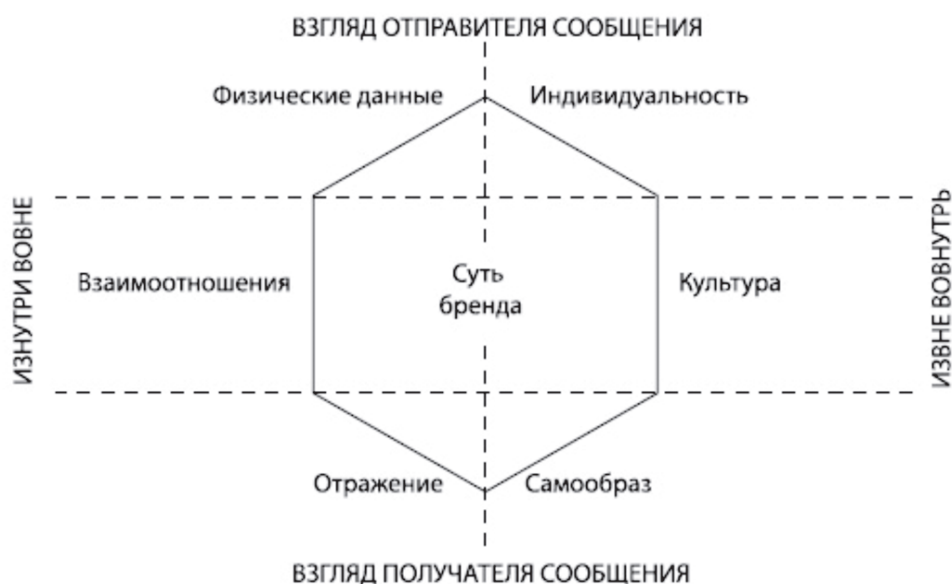 ВЗГЛЯД ОТПРАВИТЕЛЯ СООБЩЕНИЯ
Физические данные
Индивидуальность
ИЗНУТРИ ВОВНЕ
Взаимоотношения
Суть
бренда
Культура
ИЗВНЕ ВОВНУТРЬ
Отражение
Самообраз
ВЗГЛЯД ПОЛУЧАТЕЛЯ СООБЩЕНИЯ